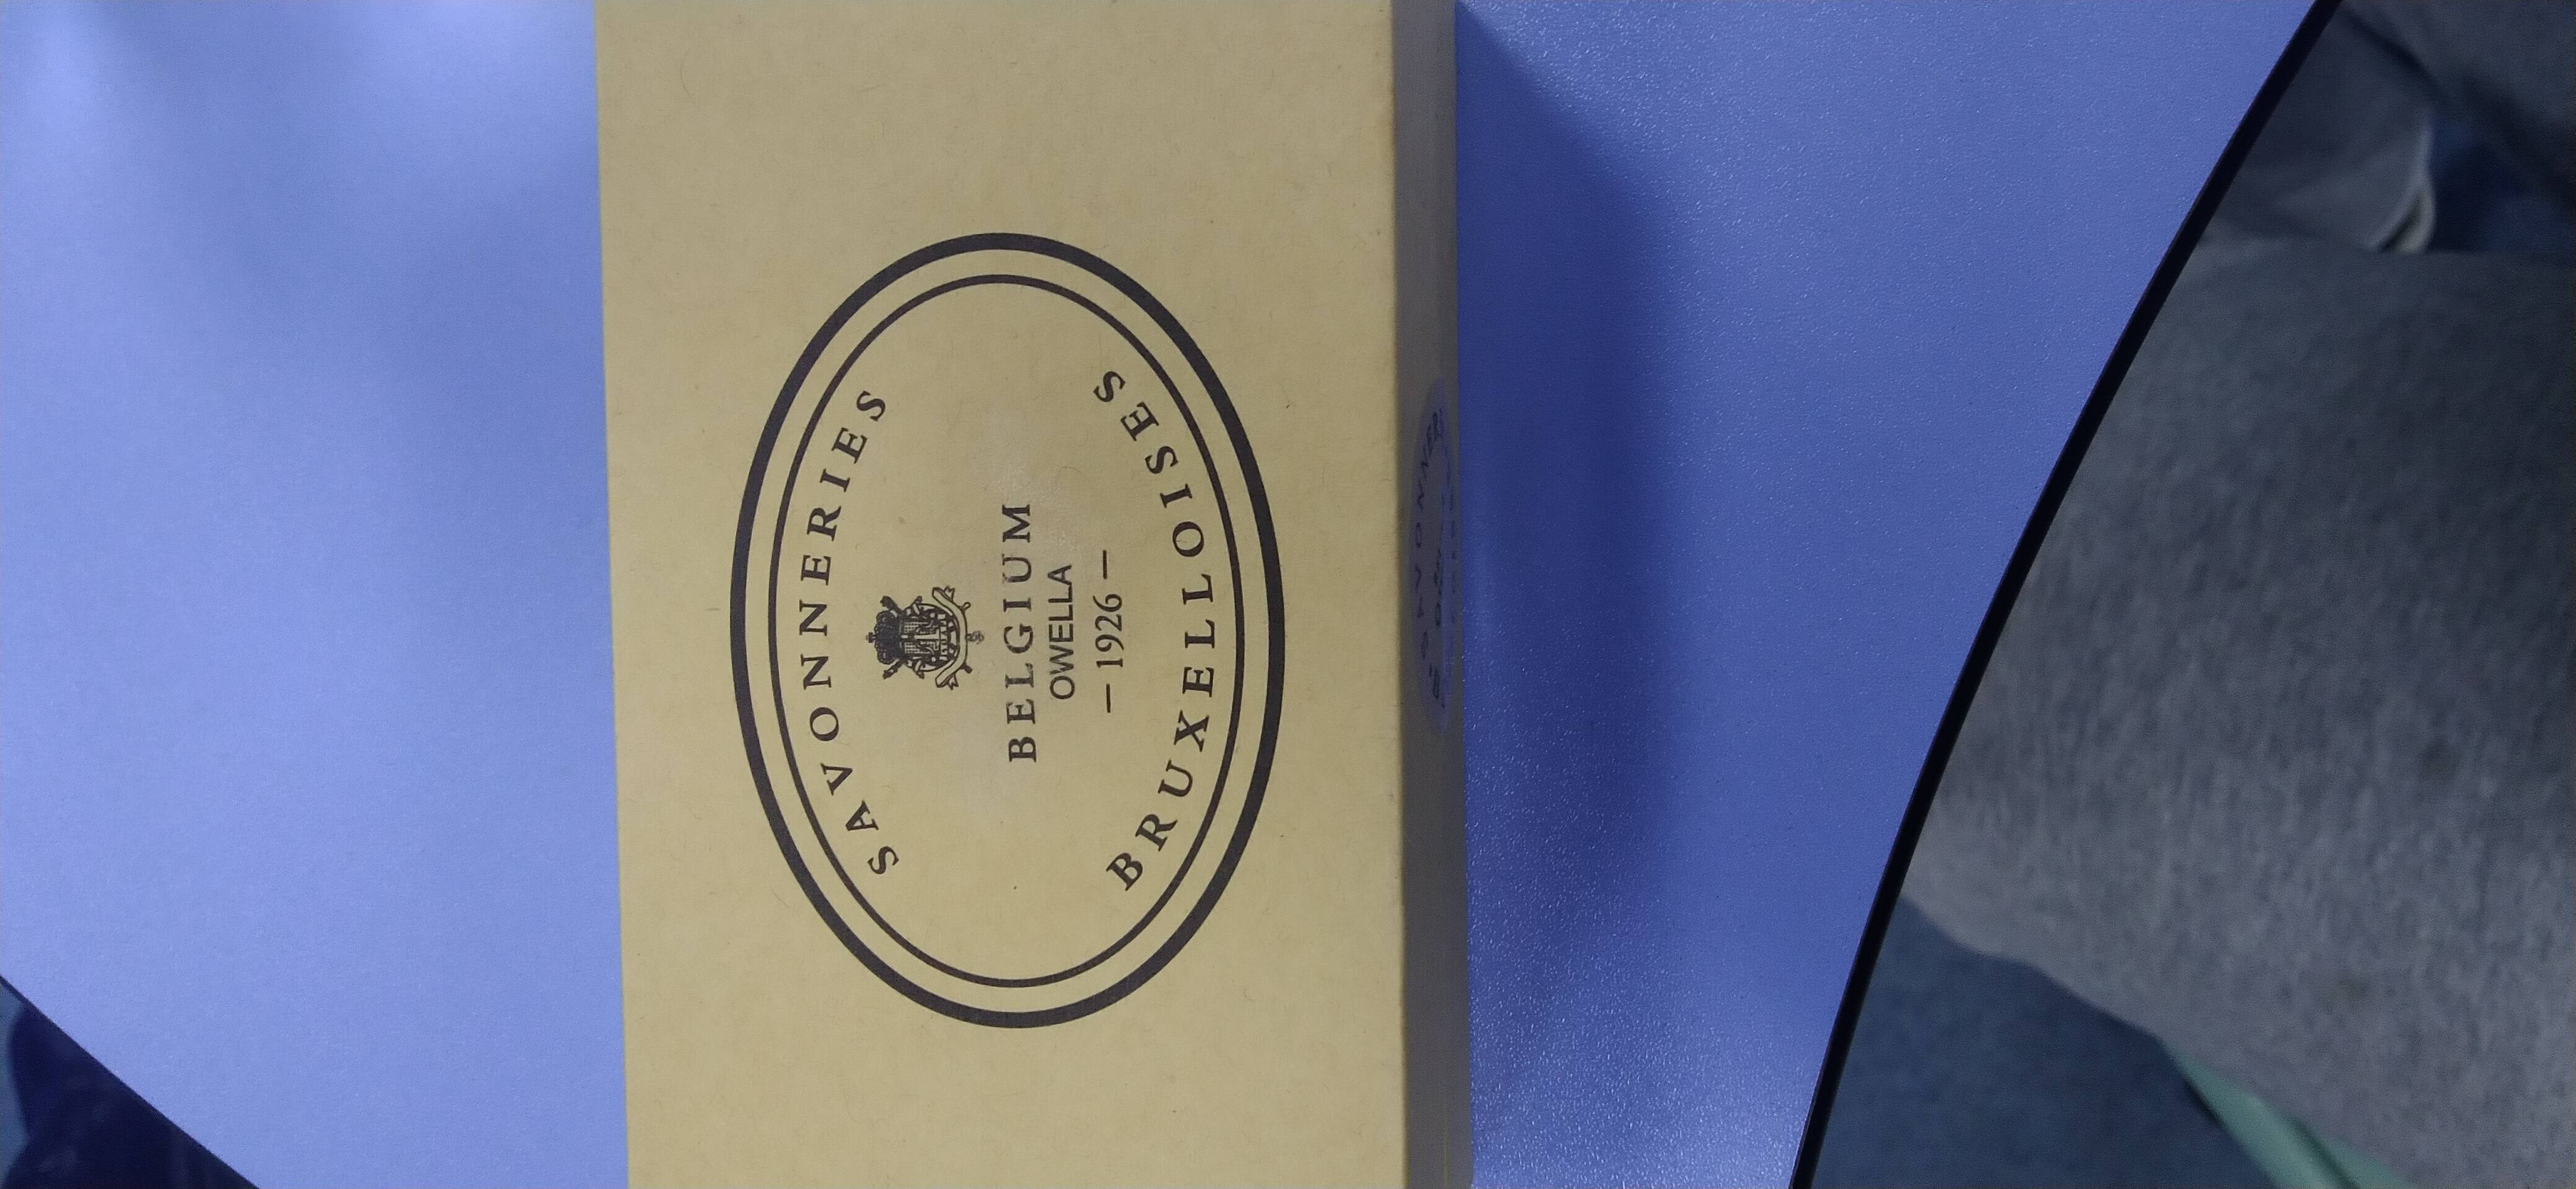 SAVONNERIES
BELGIUM
OWELLA
– 1926 –
BRUXELLOISES